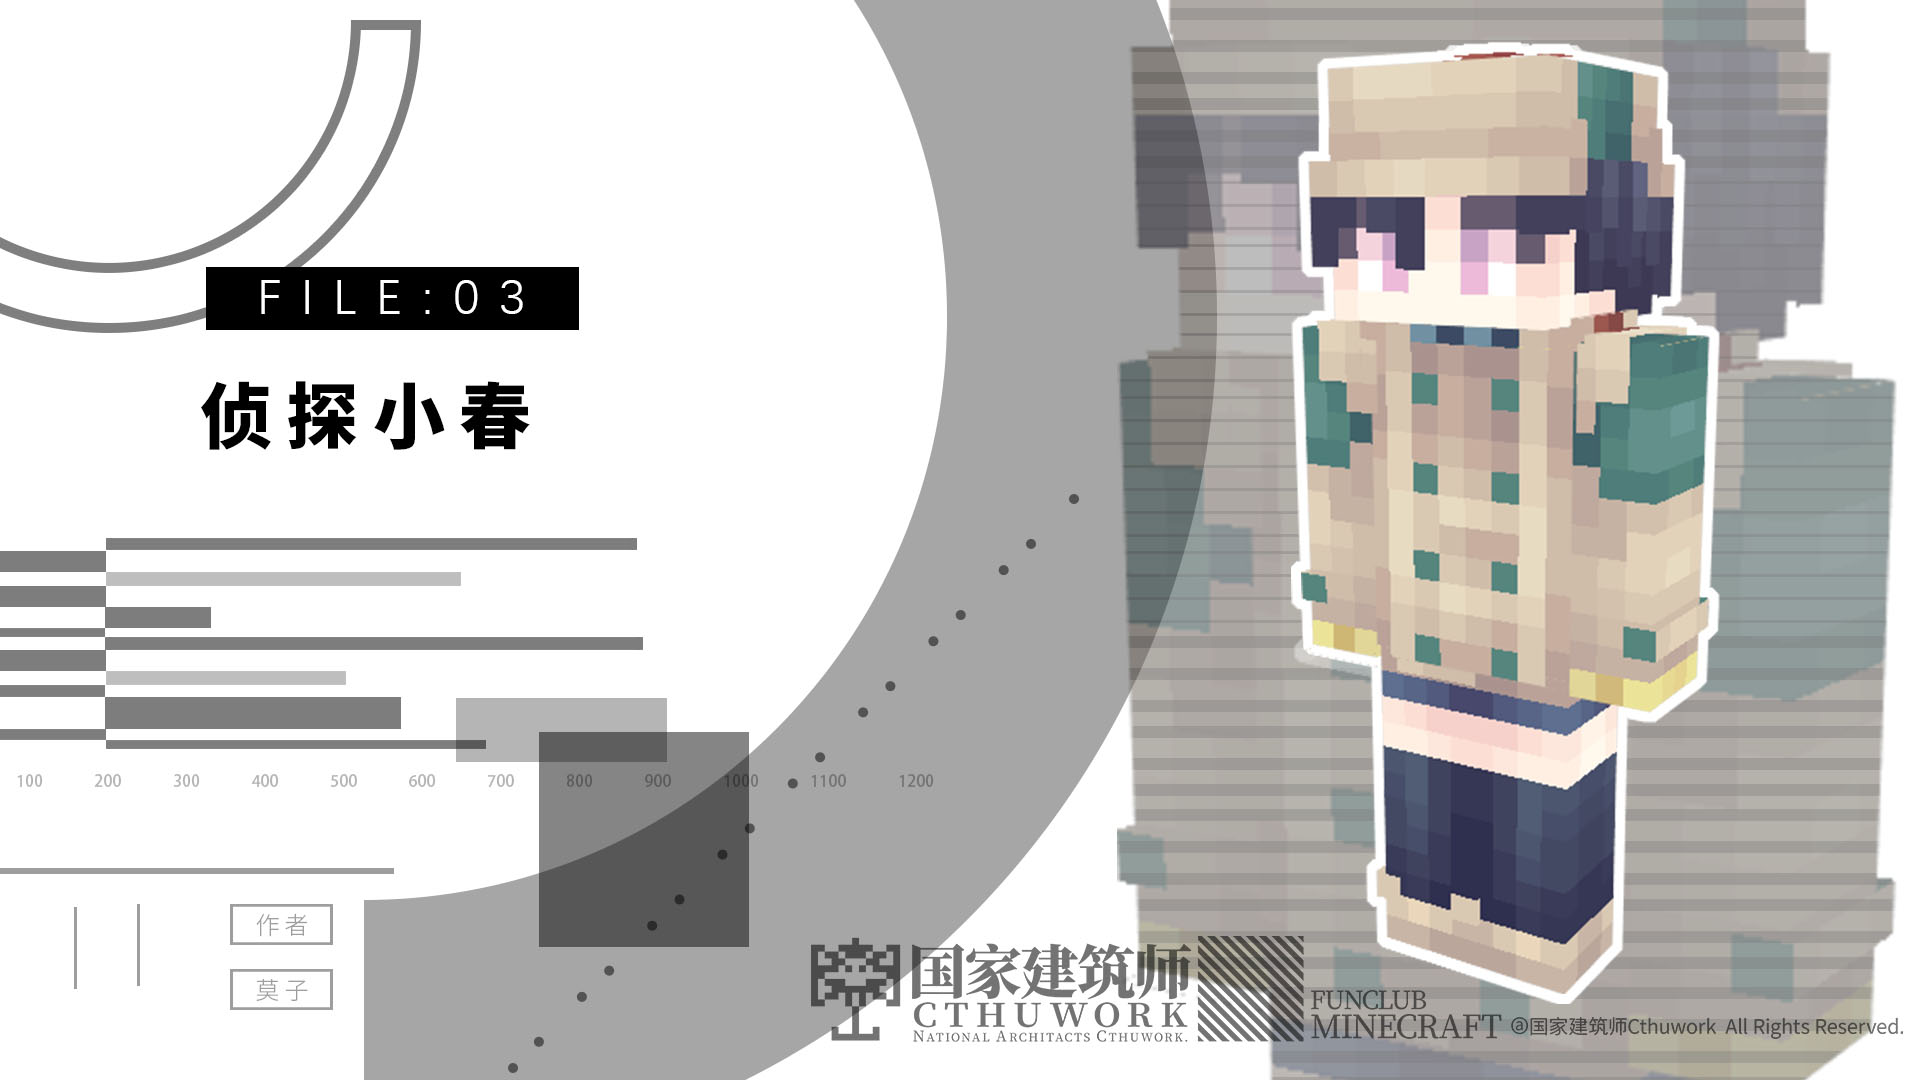 FILE:03
侦探小春
100 200 300 400 500 600 700 800 900 1000 1100 1200
作者
莫子
国家建筑师
CTHUWORK
NATIONAL ARCHITACTS CTHUWORK.
FUNCLUB
MINECRAFT
@国家建筑师Cthuwork All Rights Reserved.